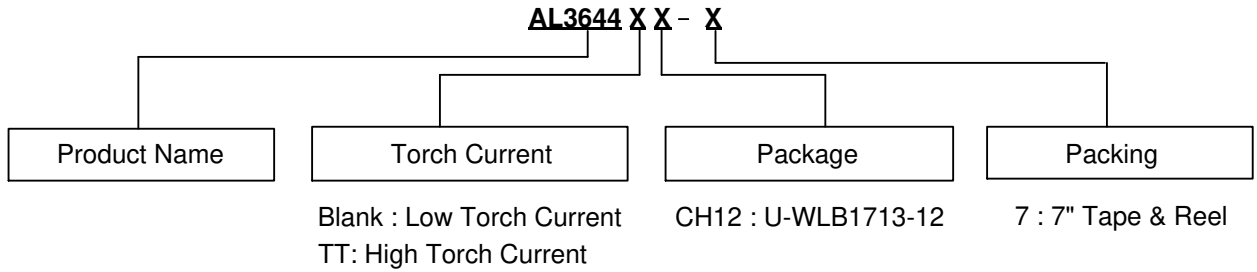 AL3644 X X - X
Product Name
Torch Current
Package
Packing
Blank : Low Torch Current
TT: High Torch Current
CH12 : U-WLB1713-12
7 : 7" Tape & Reel